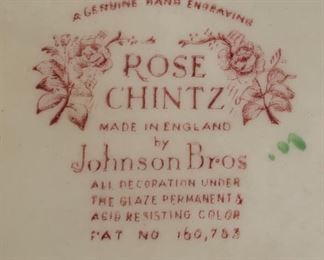 A GENUINE HAND ENGRAVING
ROSE
CHINTZ
MADE IN ENGLAND
by
Johnson Bros
ALL DECORATION UNDER
THE GLAZE PERMANENT &
ACID RESISTING COLOR
PAT NO 160,783